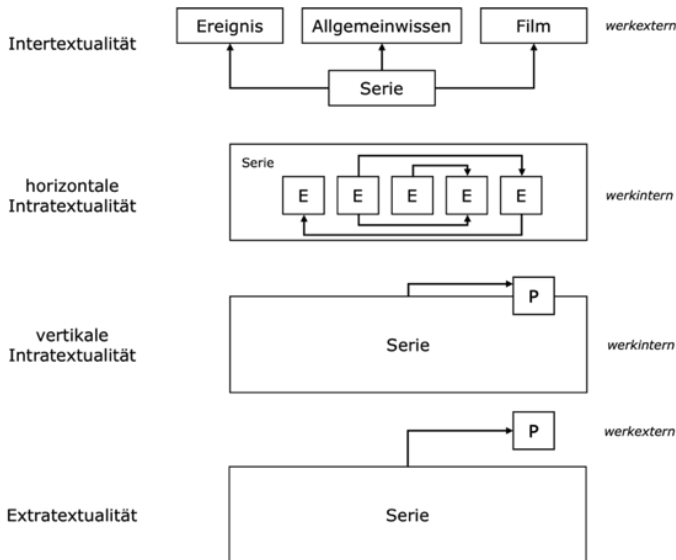 Intertextualität
Ereignis
Allgemeinwissen
Film
werkextern
Serie
horizontale
Intratextualität
Serie
E
E
E
E
E
werkintern
vertikale
Intratextualität
P
Serie
werkintern
Extratextualität
P
werkextern
Serie